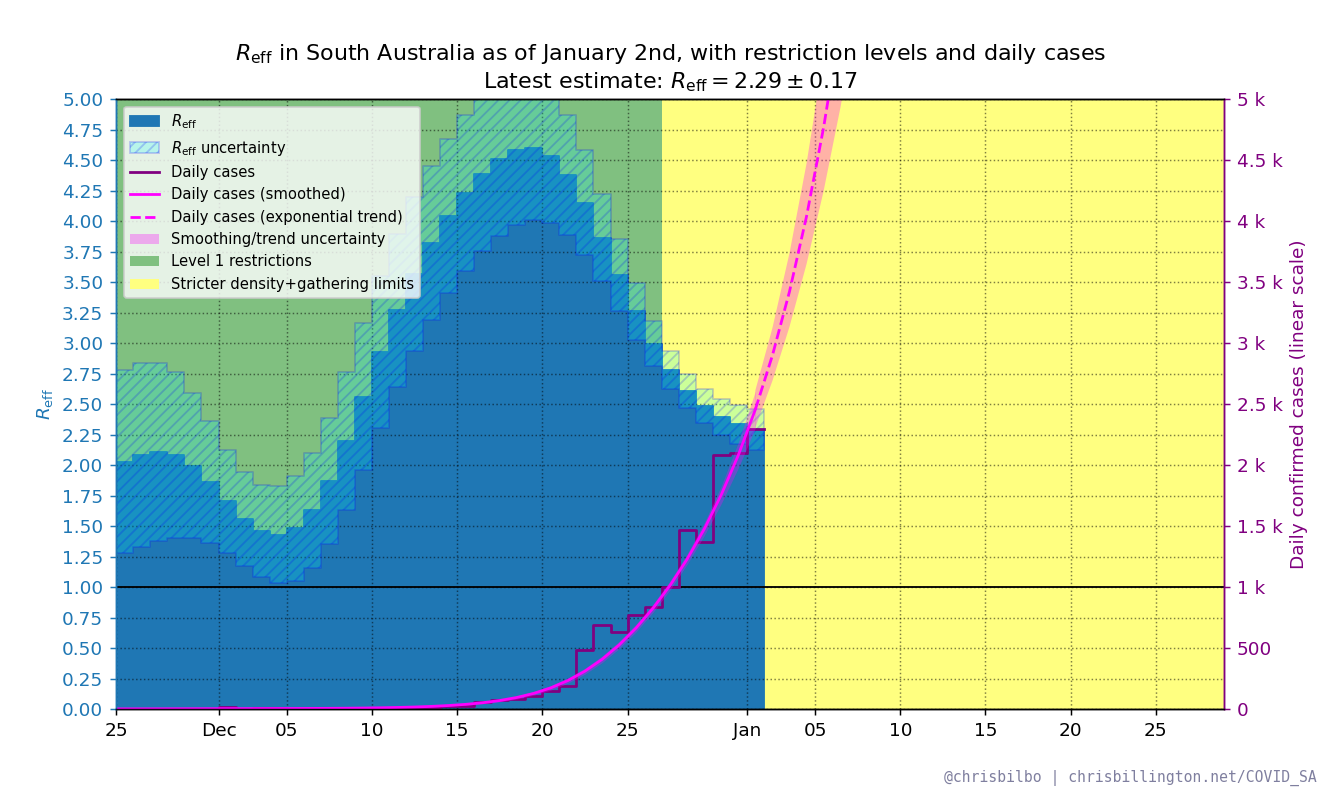 R_eff in South Australia as of January 2nd, with restriction levels and daily cases
Latest estimate: R_eff = 2.29 ± 0.17
R_eff
R_eff uncertainty
Daily cases
Daily cases (smoothed)
Daily cases (exponential trend)
Smoothing/trend uncertainty
Level 1 restrictions
Stricter density+gathering limits
5.00
4.75
4.50
4.25
4.00
3.75
3.50
3.25
3.00
2.75
2.50
2.25
2.00
1.75
1.50
1.25
1.00
0.75
0.50
0.25
0.00
R_eff
5 k
4.5 k
4 k
3.5 k
3 k
2.5 k
2 k
1.5 k
1 k
500
0
Daily confirmed cases (linear scale)
25 Dec 05 10 15 20 25 Jan 05 10 15 20 25
@chrisbilbo | chrisbillington.net/COVID_SA